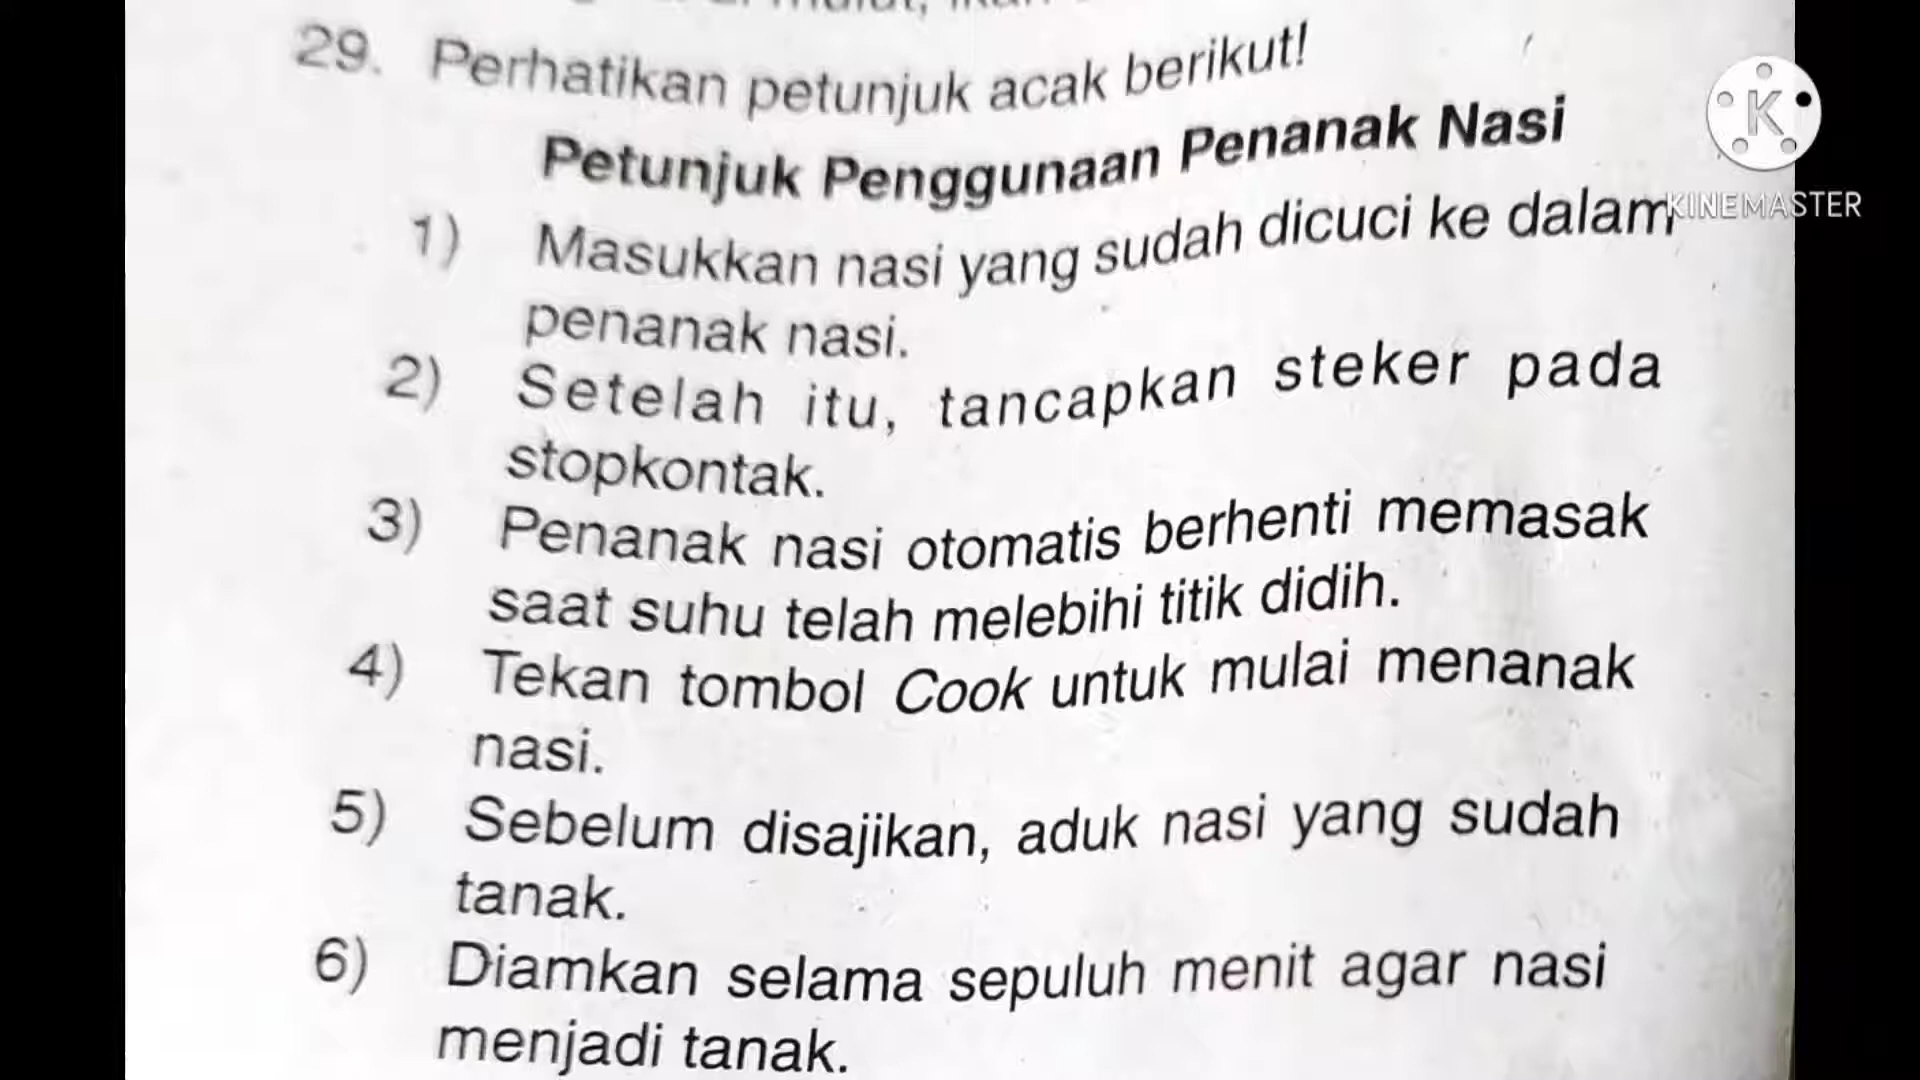 29. Perhatikan petunjuk acak berikut!
Petunjuk Penggunaan Penanak Nasi
1) Masukkan nasi yang sudah dicuci ke dalam
penanak nasi.
2) Setelah itu, tancapkan steker pada
stopkontak.
3) Penanak nasi otomatis berhenti memasak
saat suhu telah melebihi titik didih.
4) Tekan tombol Cook untuk mulai menanak
nasi.
5) Sebelum disajikan, aduk nasi yang sudah
tanak.
6) Diamkan selama sepuluh menit agar nasi
menjadi tanak.
K
KINEMASTER